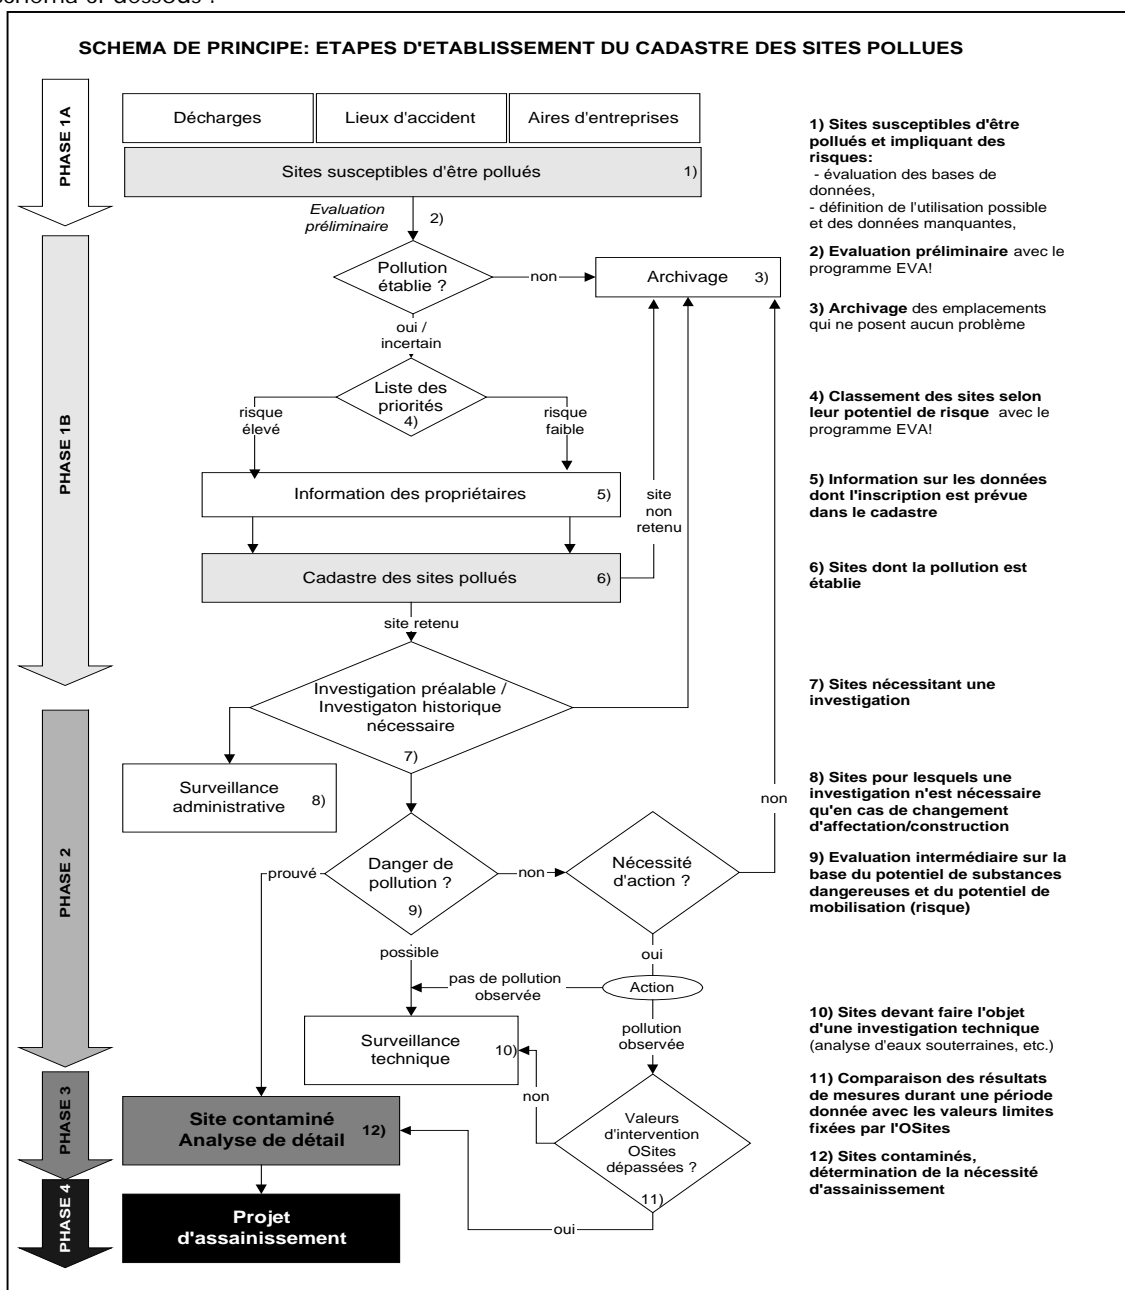 schéma ci-dessous :
SCHEMA DE PRINCIPE: ETAPES D'ETABLISSEMENT DU CADASTRE DES SITES POLLUES
PHASE 1A
Décharges
Lieux d'accident
Aires d'entreprises
Sites susceptibles d'être pollués 1)
Evaluation
préliminaire
2)
PHASE 1B
Pollution
établie ?
non
Archivage 3)
oui /
incertain
Liste des
priorités
4)
risque
élevé
risque
faible
Information des propriétaires 5)
site
non
retenu
Cadastre des sites pollués 6)
site retenu
PHASE 2
Investigation préalable /
Investigaton historique
nécessaire
7)
Surveillance
administrative 8)
non
Danger de
pollution ?
9)
prouvé
non
Nécessité
d'action ?
possible
oui
pas de pollution
observée
Action
Surveillance
technique 10)
pollution
observée
non
PHASE 3
Site contaminé
Analyse de détail 12)
Valeurs
d'intervention
OSites
dépassées ?
11)
PHASE 4
Projet
d'assainissement
oui
1) Sites susceptibles d'être
pollués et impliquant des
risques:
- évaluation des bases de
données,
- définition de l'utilisation possible
et des données manquantes,
2) Evaluation préliminaire avec le
programme EVA!
3) Archivage des emplacements
qui ne posent aucun problème
4) Classement des sites selon
leur potentiel de risque avec le
programme EVA!
5) Information sur les données
dont l'inscription est prévue
dans le cadastre
6) Sites dont la pollution est
établie
7) Sites nécessitant une
investigation
8) Sites pour lesquels une
investigation n'est nécessaire
qu'en cas de changement
d'affectation/construction
9) Evaluation intermédiaire sur la
base du potentiel de substances
dangereuses et du potentiel de
mobilisation (risque)
10) Sites devant faire l'objet
d'une investigation technique
(analyse d'eaux souterraines, etc.)
11) Comparaison des résultats
de mesures durant une période
donnée avec les valeurs limites
fixées par l'OSites
12) Sites contaminés,
détermination de la nécessité
d'assainissement